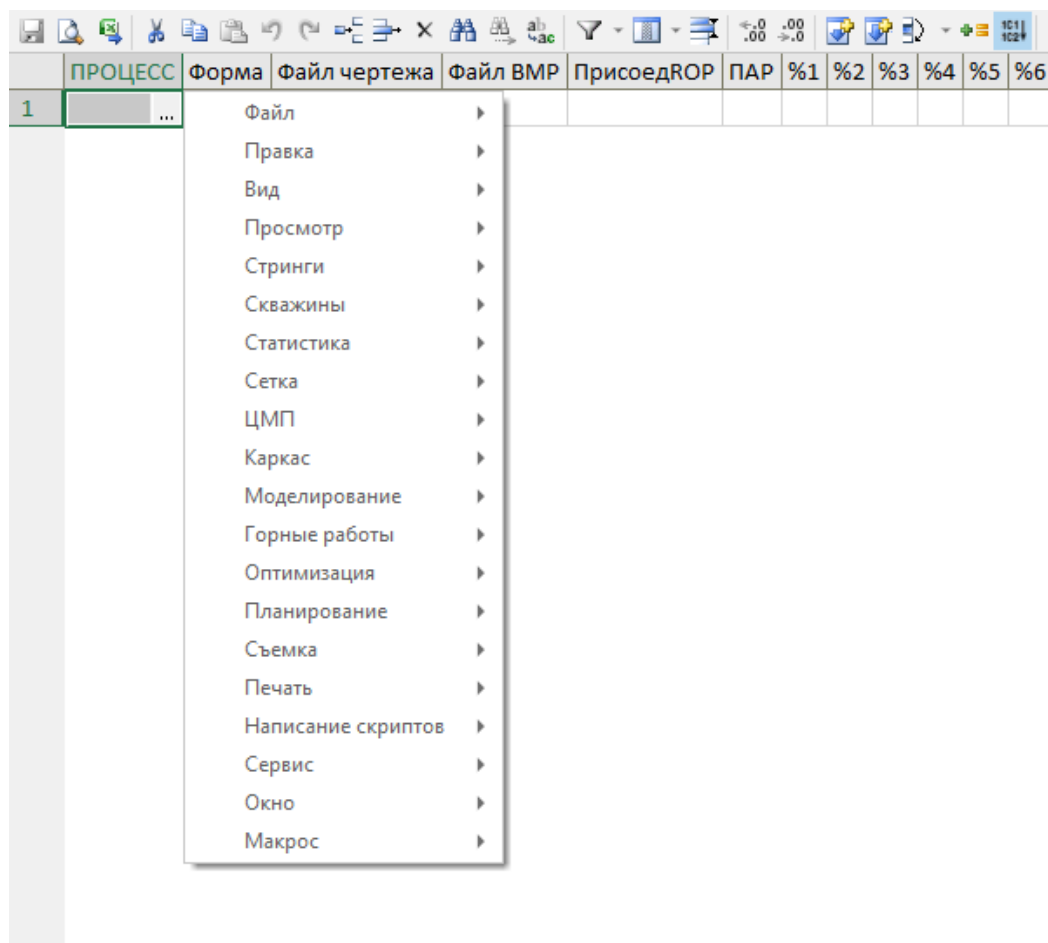 ПРОЦЕСС Форма Файл чертежа Файл BMP ПрисоедROP ПАР %1 %2 %3 %4 %5 %6
1 ...
Файл
Правка
Вид
Просмотр
Стринги
Скважины
Статистика
Сетка
ЦМП
Каркас
Моделирование
Горные работы
Оптимизация
Планирование
Съемка
Печать
Написание скриптов
Сервис
Окно
Макрос